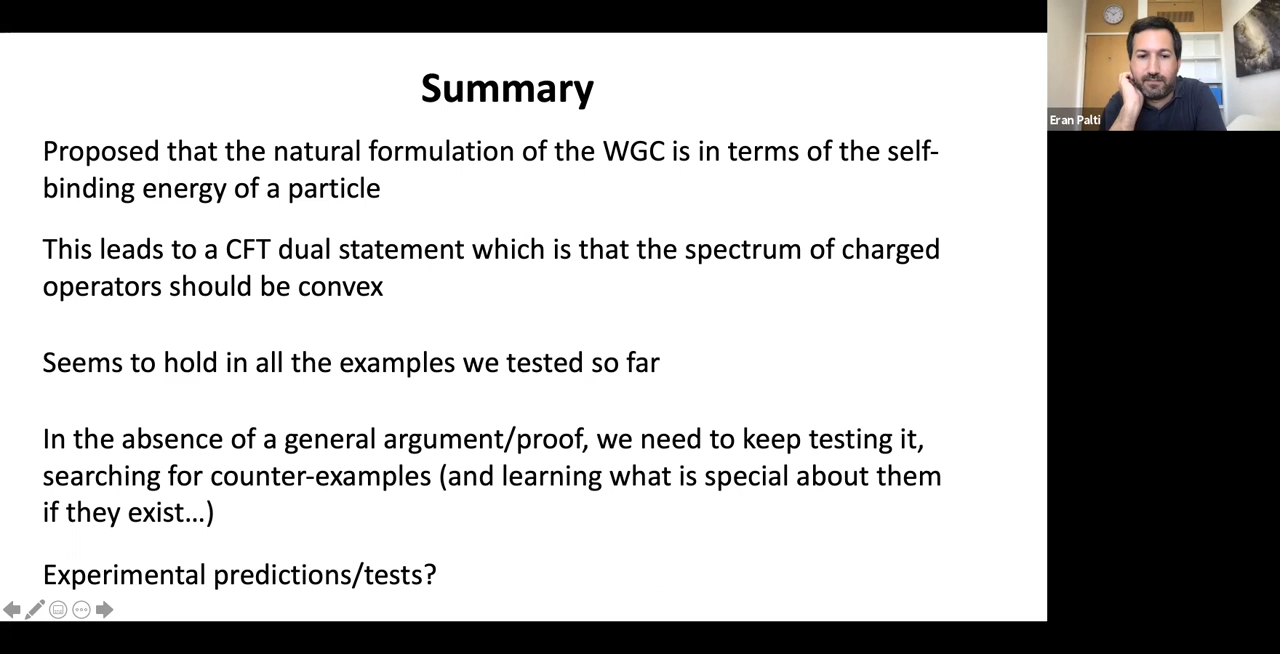 Summary
Proposed that the natural formulation of the WGC is in terms of the self-
binding energy of a particle
This leads to a CFT dual statement which is that the spectrum of charged
operators should be convex
Seems to hold in all the examples we tested so far
In the absence of a general argument/proof, we need to keep testing it,
searching for counter-examples (and learning what is special about them
if they exist…)
Experimental predictions/tests?
Eran Palti